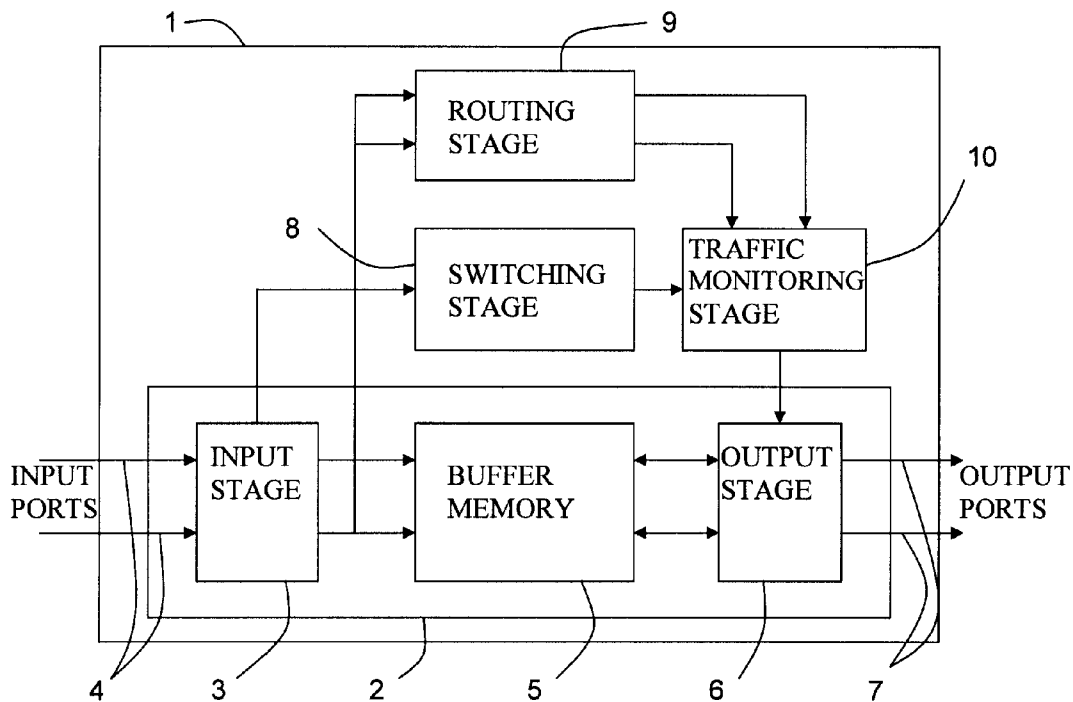 1
9
ROUTING
STAGE
10
8
SWITCHING
STAGE
TRAFFIC
MONITORING
STAGE
INPUT
PORTS
INPUT
STAGE
BUFFER
MEMORY
OUTPUT
STAGE
OUTPUT
PORTS
4
3
2
5
6
7